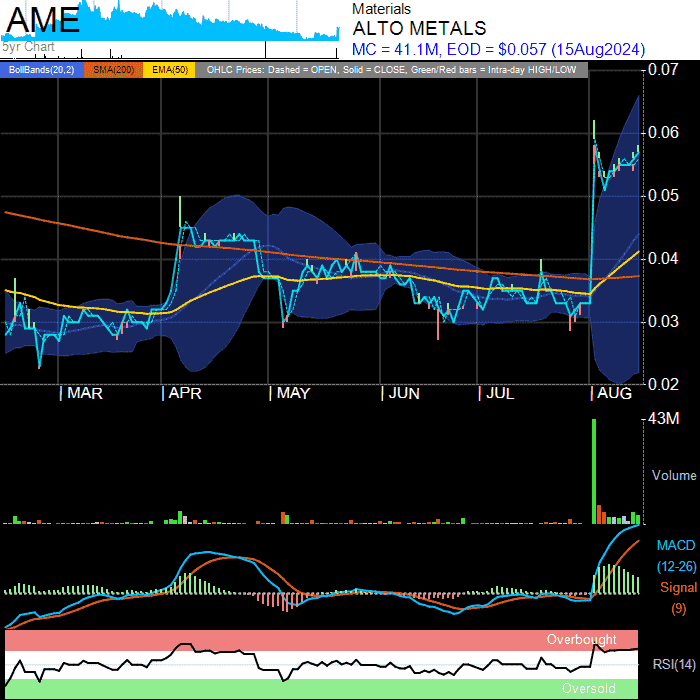 AME
Materials
ALTO METALS
5yr Chart
MC = 41.1M, EOD = $0.057 (15Aug2024)
BollBands(20,2) SMA(200) EMA(50) OHLC Prices: Dashed = OPEN, Solid = CLOSE, Green/Red bars = Intra-day HIGH/LOW
0.07
0.06
0.05
0.04
0.03
0.02
MAR APR MAY JUN JUL AUG
43M
Volume
MACD
(12-26)
Signal
(9)
Overbought
RSI(14)
Oversold